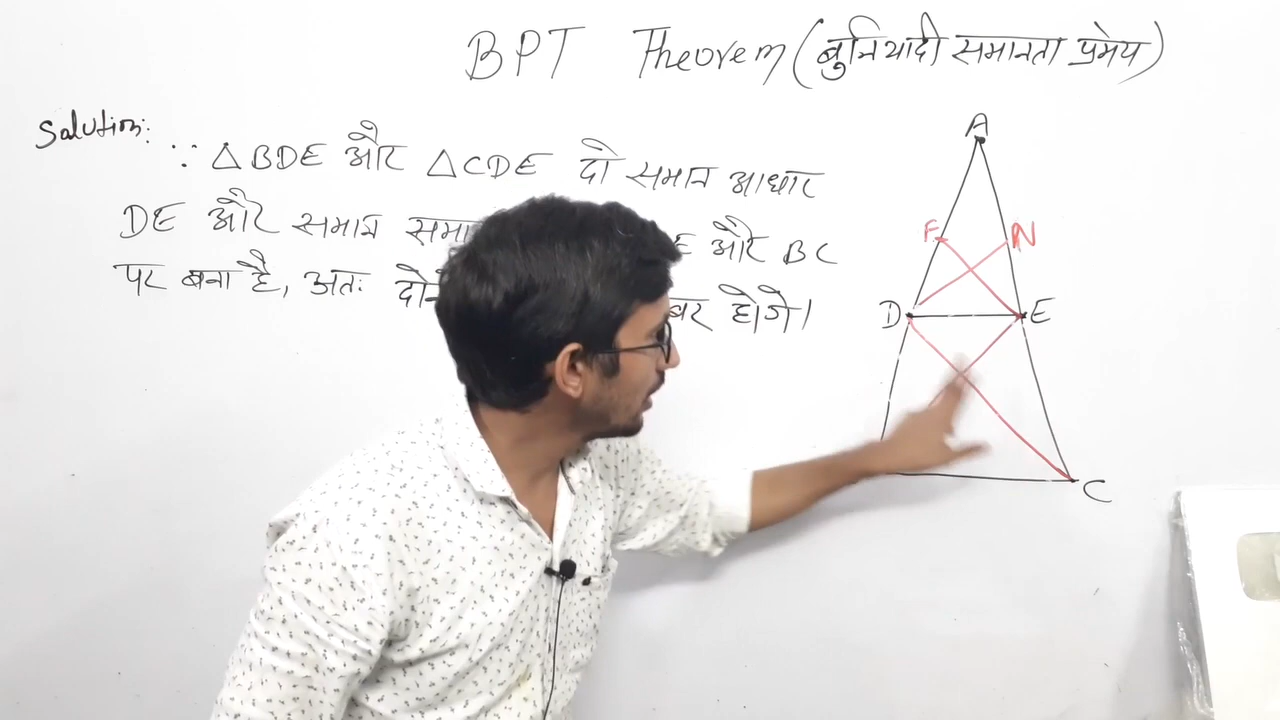 BPT Theorem (बुनियादी समानता प्रमेय)
Solution:
∵ △BDE और △CDE दो समान आधार
DE और समान और BC
पर बना है, अतः होगे।
A
F N
D E
C